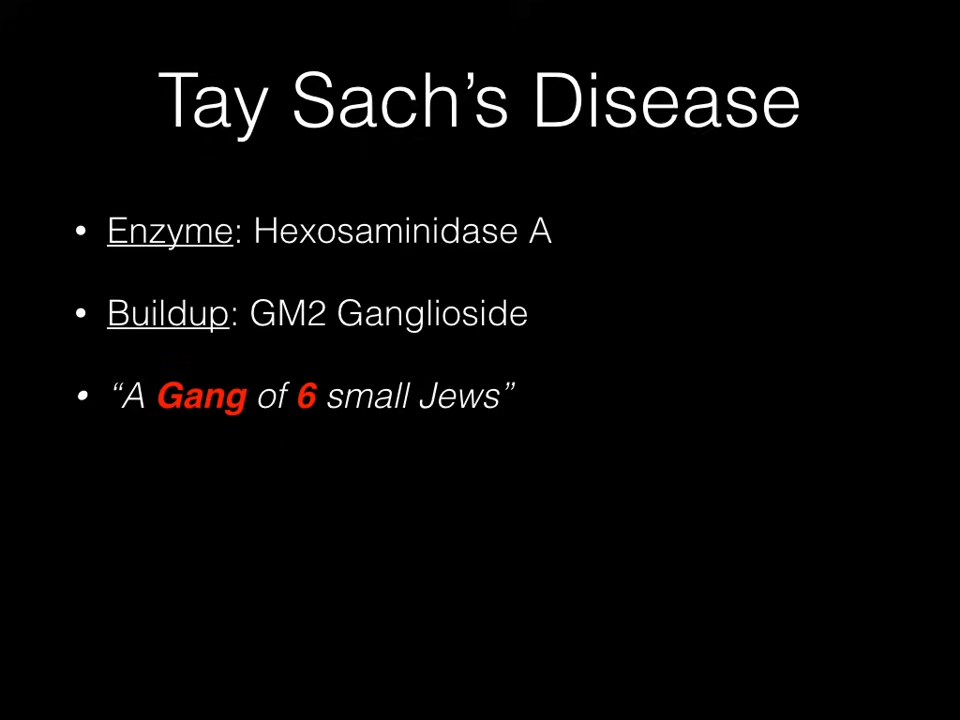 Tay Sach’s Disease
• Enzyme: Hexosaminidase A
• Buildup: GM2 Ganglioside
• “A Gang of 6 small Jews”